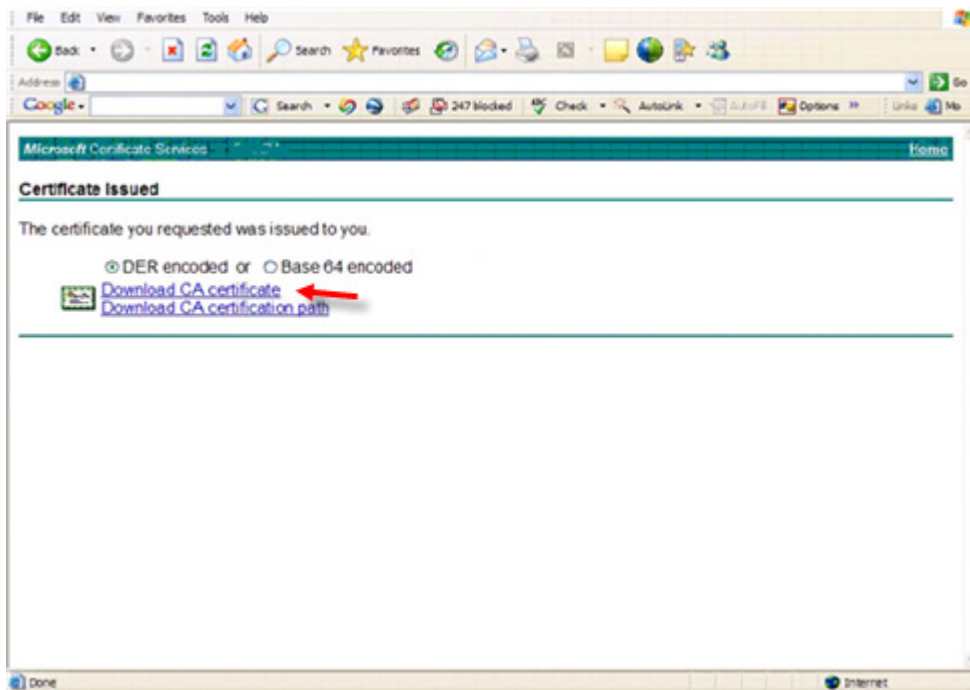 File Edit View Favorites Tools Help
Back Search Favorites
Address Go
Google Search 247 blocked Check AutoLink AutoFill Options Links Mo
Microsoft Certificate Services Home
Certificate Issued
The certificate you requested was issued to you.
DER encoded or Base 64 encoded
Download CA certificate
Download CA certification path
Done Internet